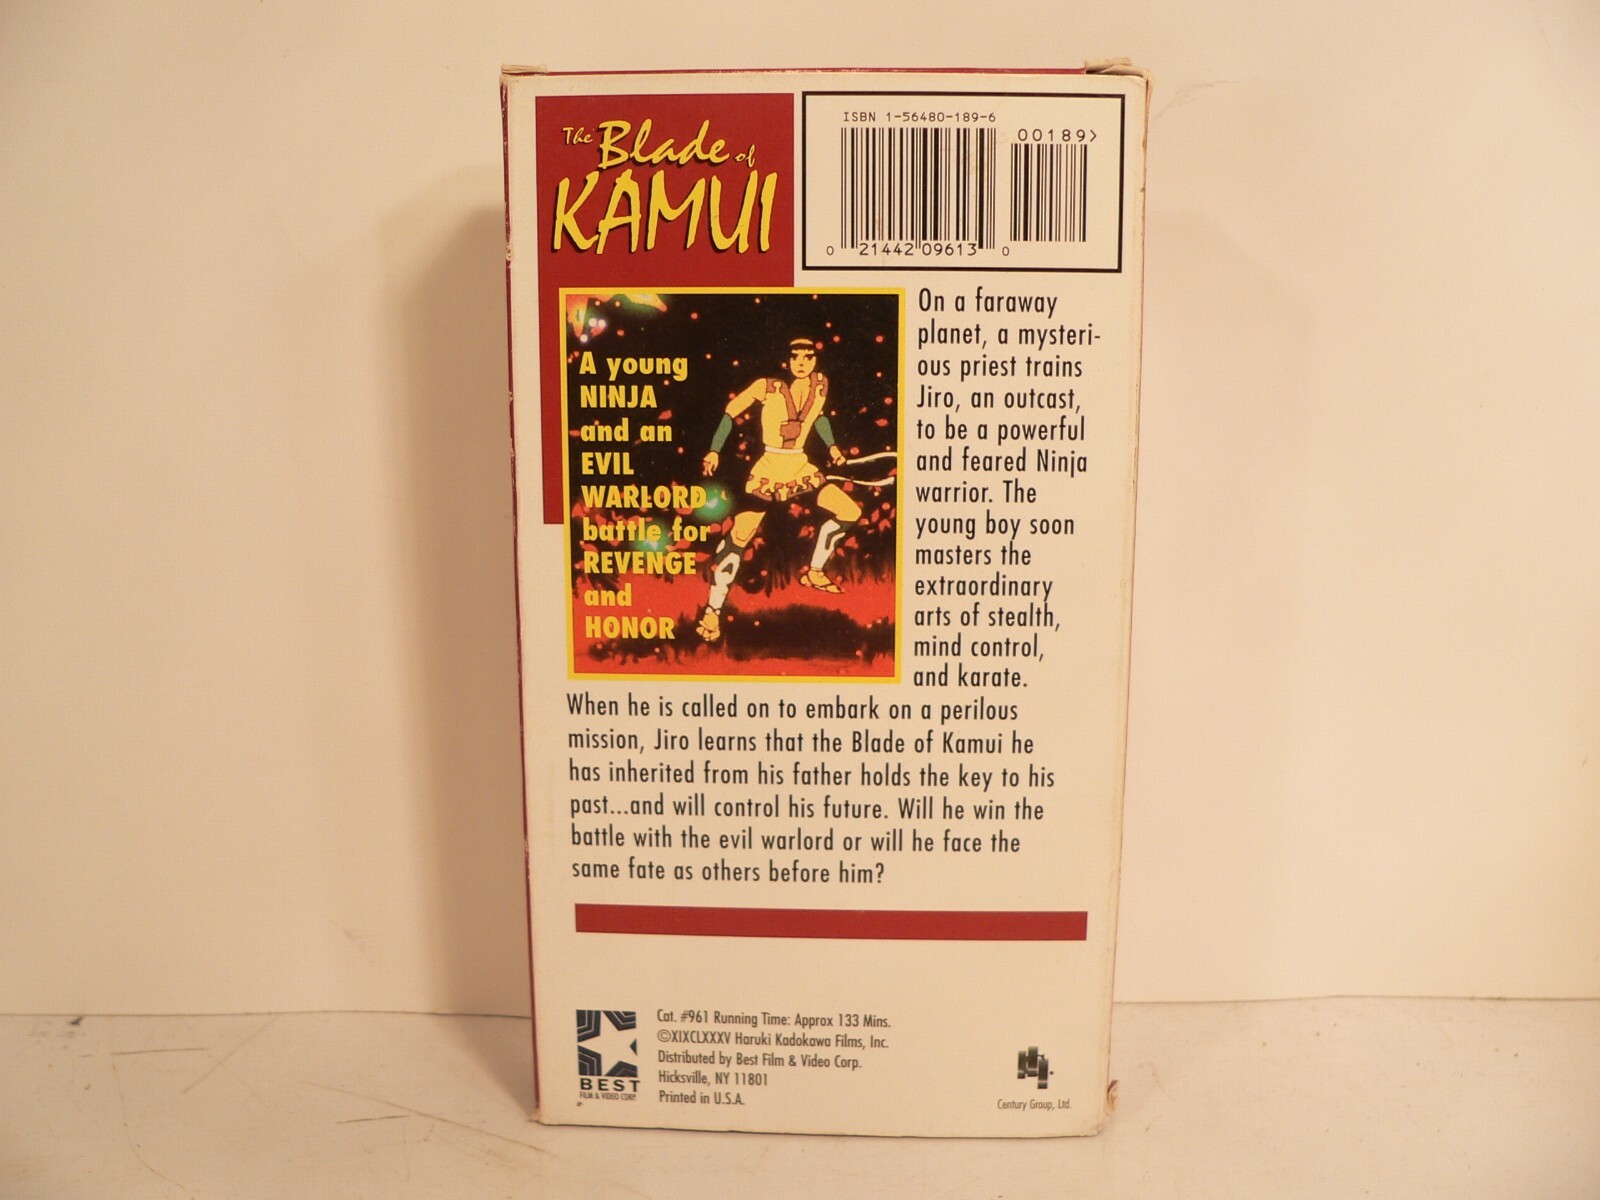 The Blade of
KAMUI
ISBN 1-56480-189-6
00189>
0 21442 09613 0
A young
NINJA
and an
EVIL
WARLORD
battle for
REVENGE
and
HONOR
On a faraway
planet, a mysteri-
ous priest trains
Jiro, an outcast,
to be a powerful
and feared Ninja
warrior. The
young boy soon
masters the
extraordinary
arts of stealth,
mind control,
and karate.
When he is called on to embark on a perilous
mission, Jiro learns that the Blade of Kamui he
has inherited from his father holds the key to his
past...and will control his future. Will he win the
battle with the evil warlord or will he face the
same fate as others before him?
BEST
FILM & VIDEO CORP.
Cat. #961 Running Time: Approx 133 Mins.
©XIXCLXXXV Haruki Kadokawa Films, Inc.
Distributed by Best Film & Video Corp.
Hicksville, NY 11801
Printed in U.S.A.
Century Group, Ltd.